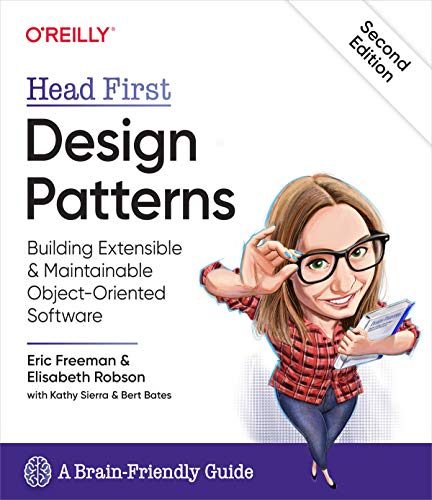 O'REILLY®
Second
Edition
Head First
Design
Patterns
Building Extensible
& Maintainable
Object-Oriented
Software
Eric Freeman &
Elisabeth Robson
with Kathy Sierra & Bert Bates
A Brain-Friendly Guide